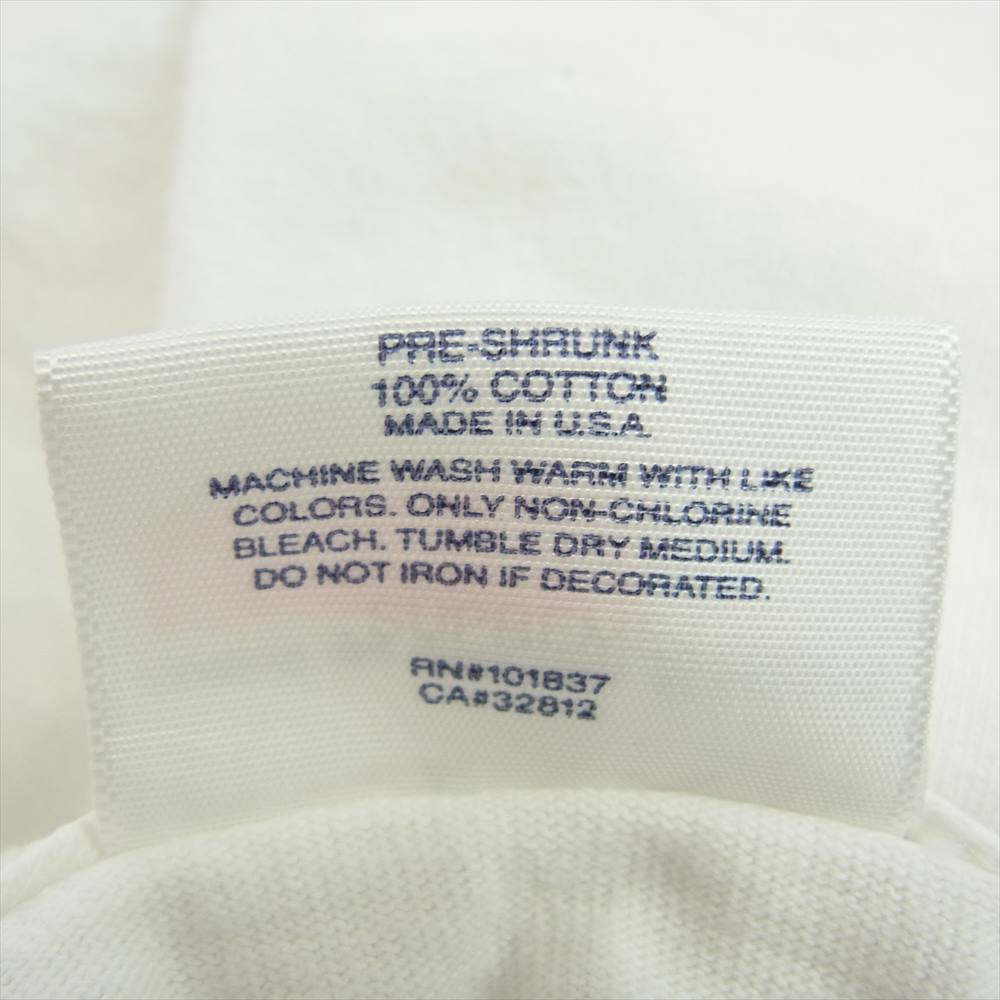 PRE-SHRUNK
100% COTTON
MADE IN U.S.A.
MACHINE WASH WARM WITH LIKE
COLORS. ONLY NON-CHLORINE
BLEACH. TUMBLE DRY MEDIUM.
DO NOT IRON IF DECORATED.
RN#101837
CA#32812